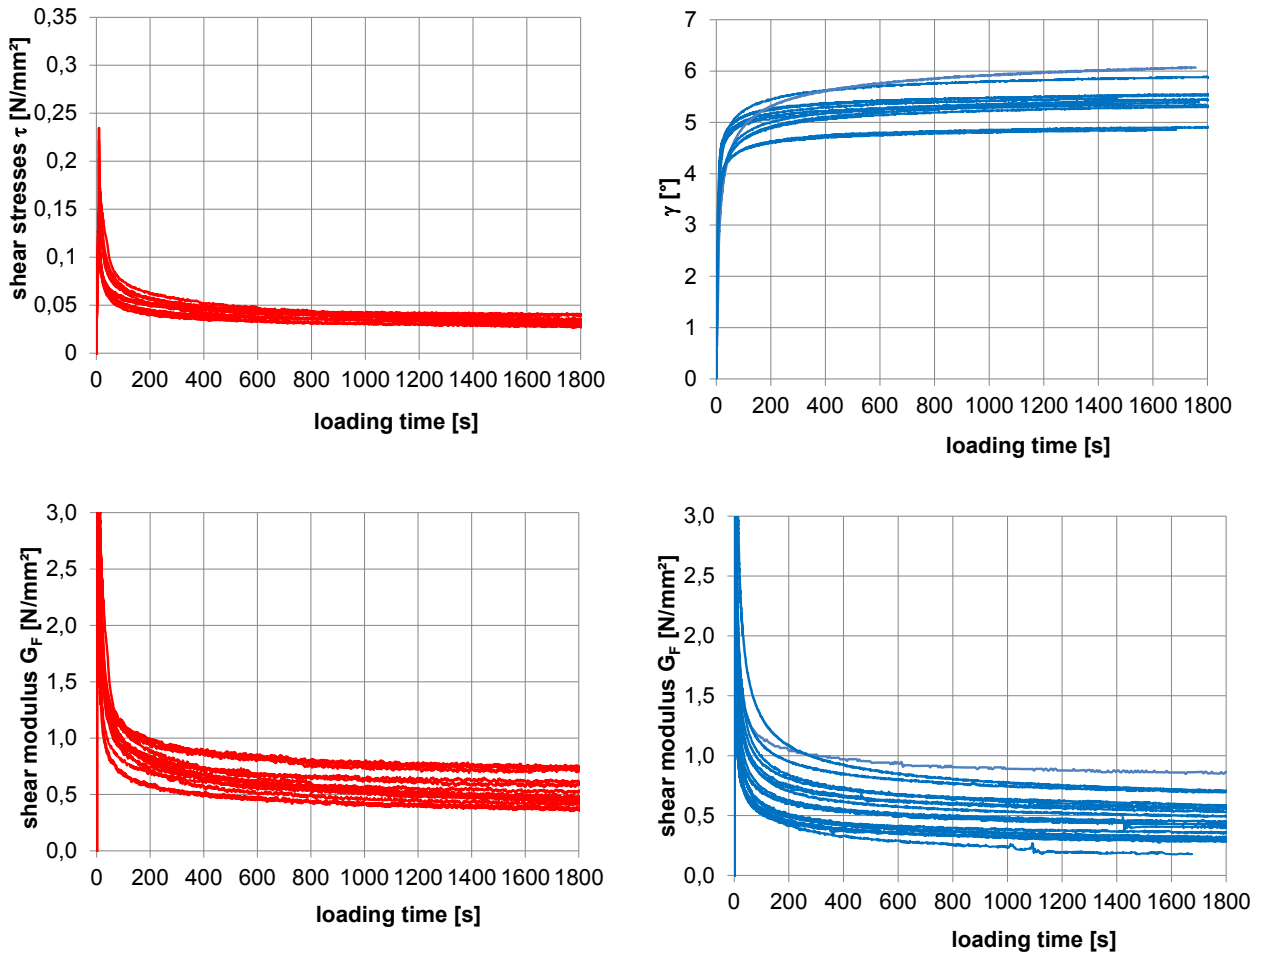 shear stresses τ [N/mm²]
0,35
0,3
0,25
0,2
0,15
0,1
0,05
0
0 200 400 600 800 1000 1200 1400 1600 1800
loading time [s]
γ [°]
7
6
5
4
3
2
1
0
0 200 400 600 800 1000 1200 1400 1600 1800
loading time [s]
shear modulus G_F [N/mm²]
3,0
2,5
2,0
1,5
1,0
0,5
0,0
0 200 400 600 800 1000 1200 1400 1600 1800
loading time [s]
shear modulus G_F [N/mm²]
3,0
2,5
2,0
1,5
1,0
0,5
0,0
0 200 400 600 800 1000 1200 1400 1600 1800
loading time [s]